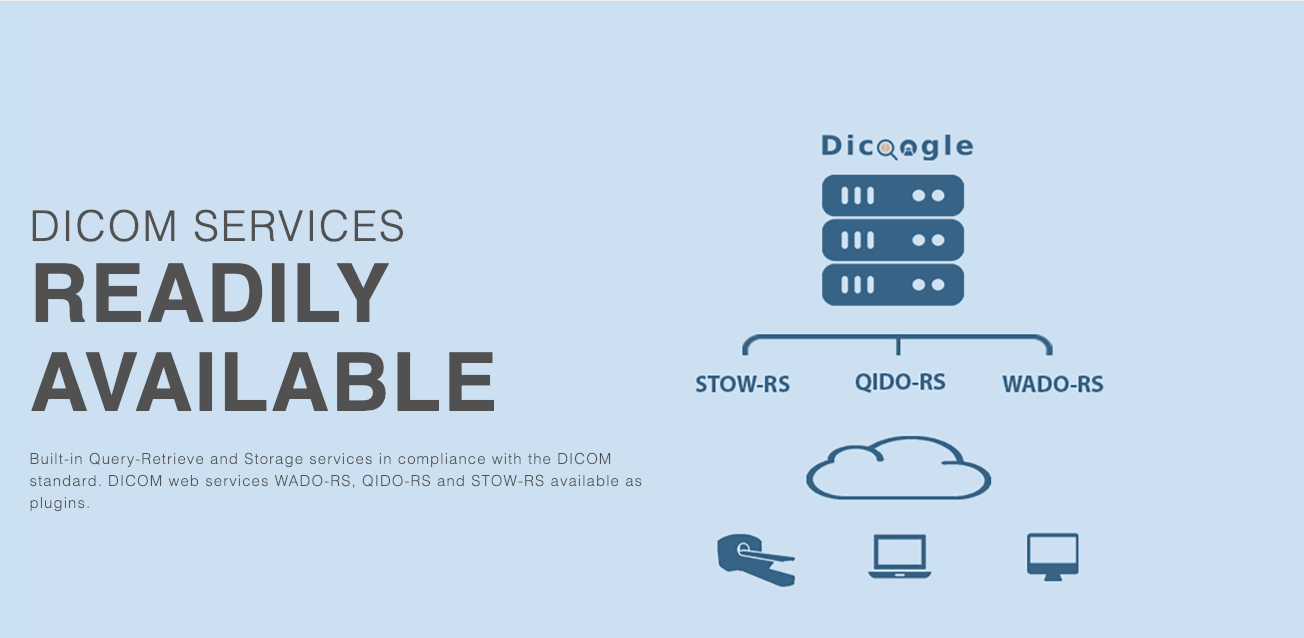 DICOM SERVICES
READILY
AVAILABLE
Built-in Query-Retrieve and Storage services in compliance with the DICOM
standard. DICOM web services WADO-RS, QIDO-RS and STOW-RS available as
plugins.
Dicoogle
STOW-RS
QIDO-RS
WADO-RS